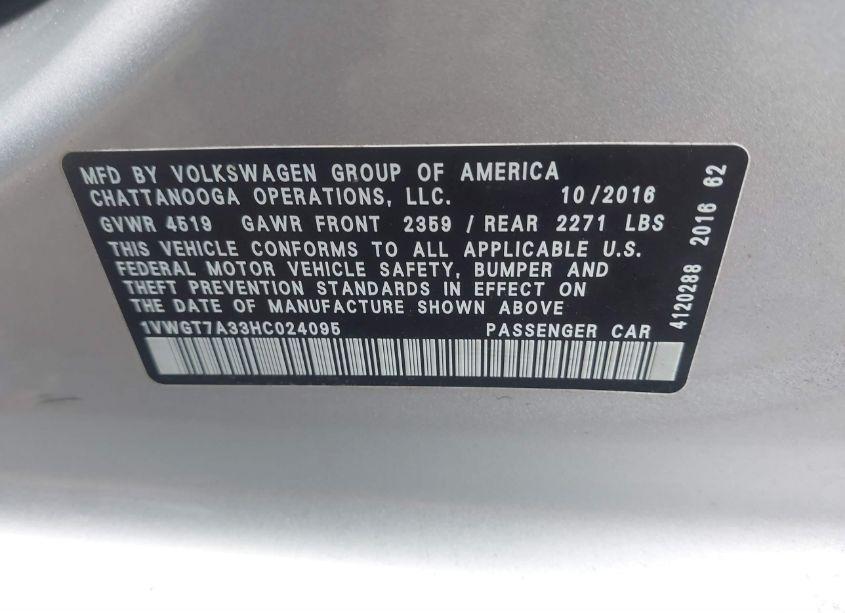 MFD BY VOLKSWAGEN GROUP OF AMERICA
CHATTANOOGA OPERATIONS, LLC. 10/2016
GVWR 4519 GAWR FRONT 2359 / REAR 2271 LBS
THIS VEHICLE CONFORMS TO ALL APPLICABLE U.S.
FEDERAL MOTOR VEHICLE SAFETY, BUMPER AND
THEFT PREVENTION STANDARDS IN EFFECT ON
THE DATE OF MANUFACTURE SHOWN ABOVE
1VWGT7A33HC024095 PASSENGER CAR
4120288 2016 62